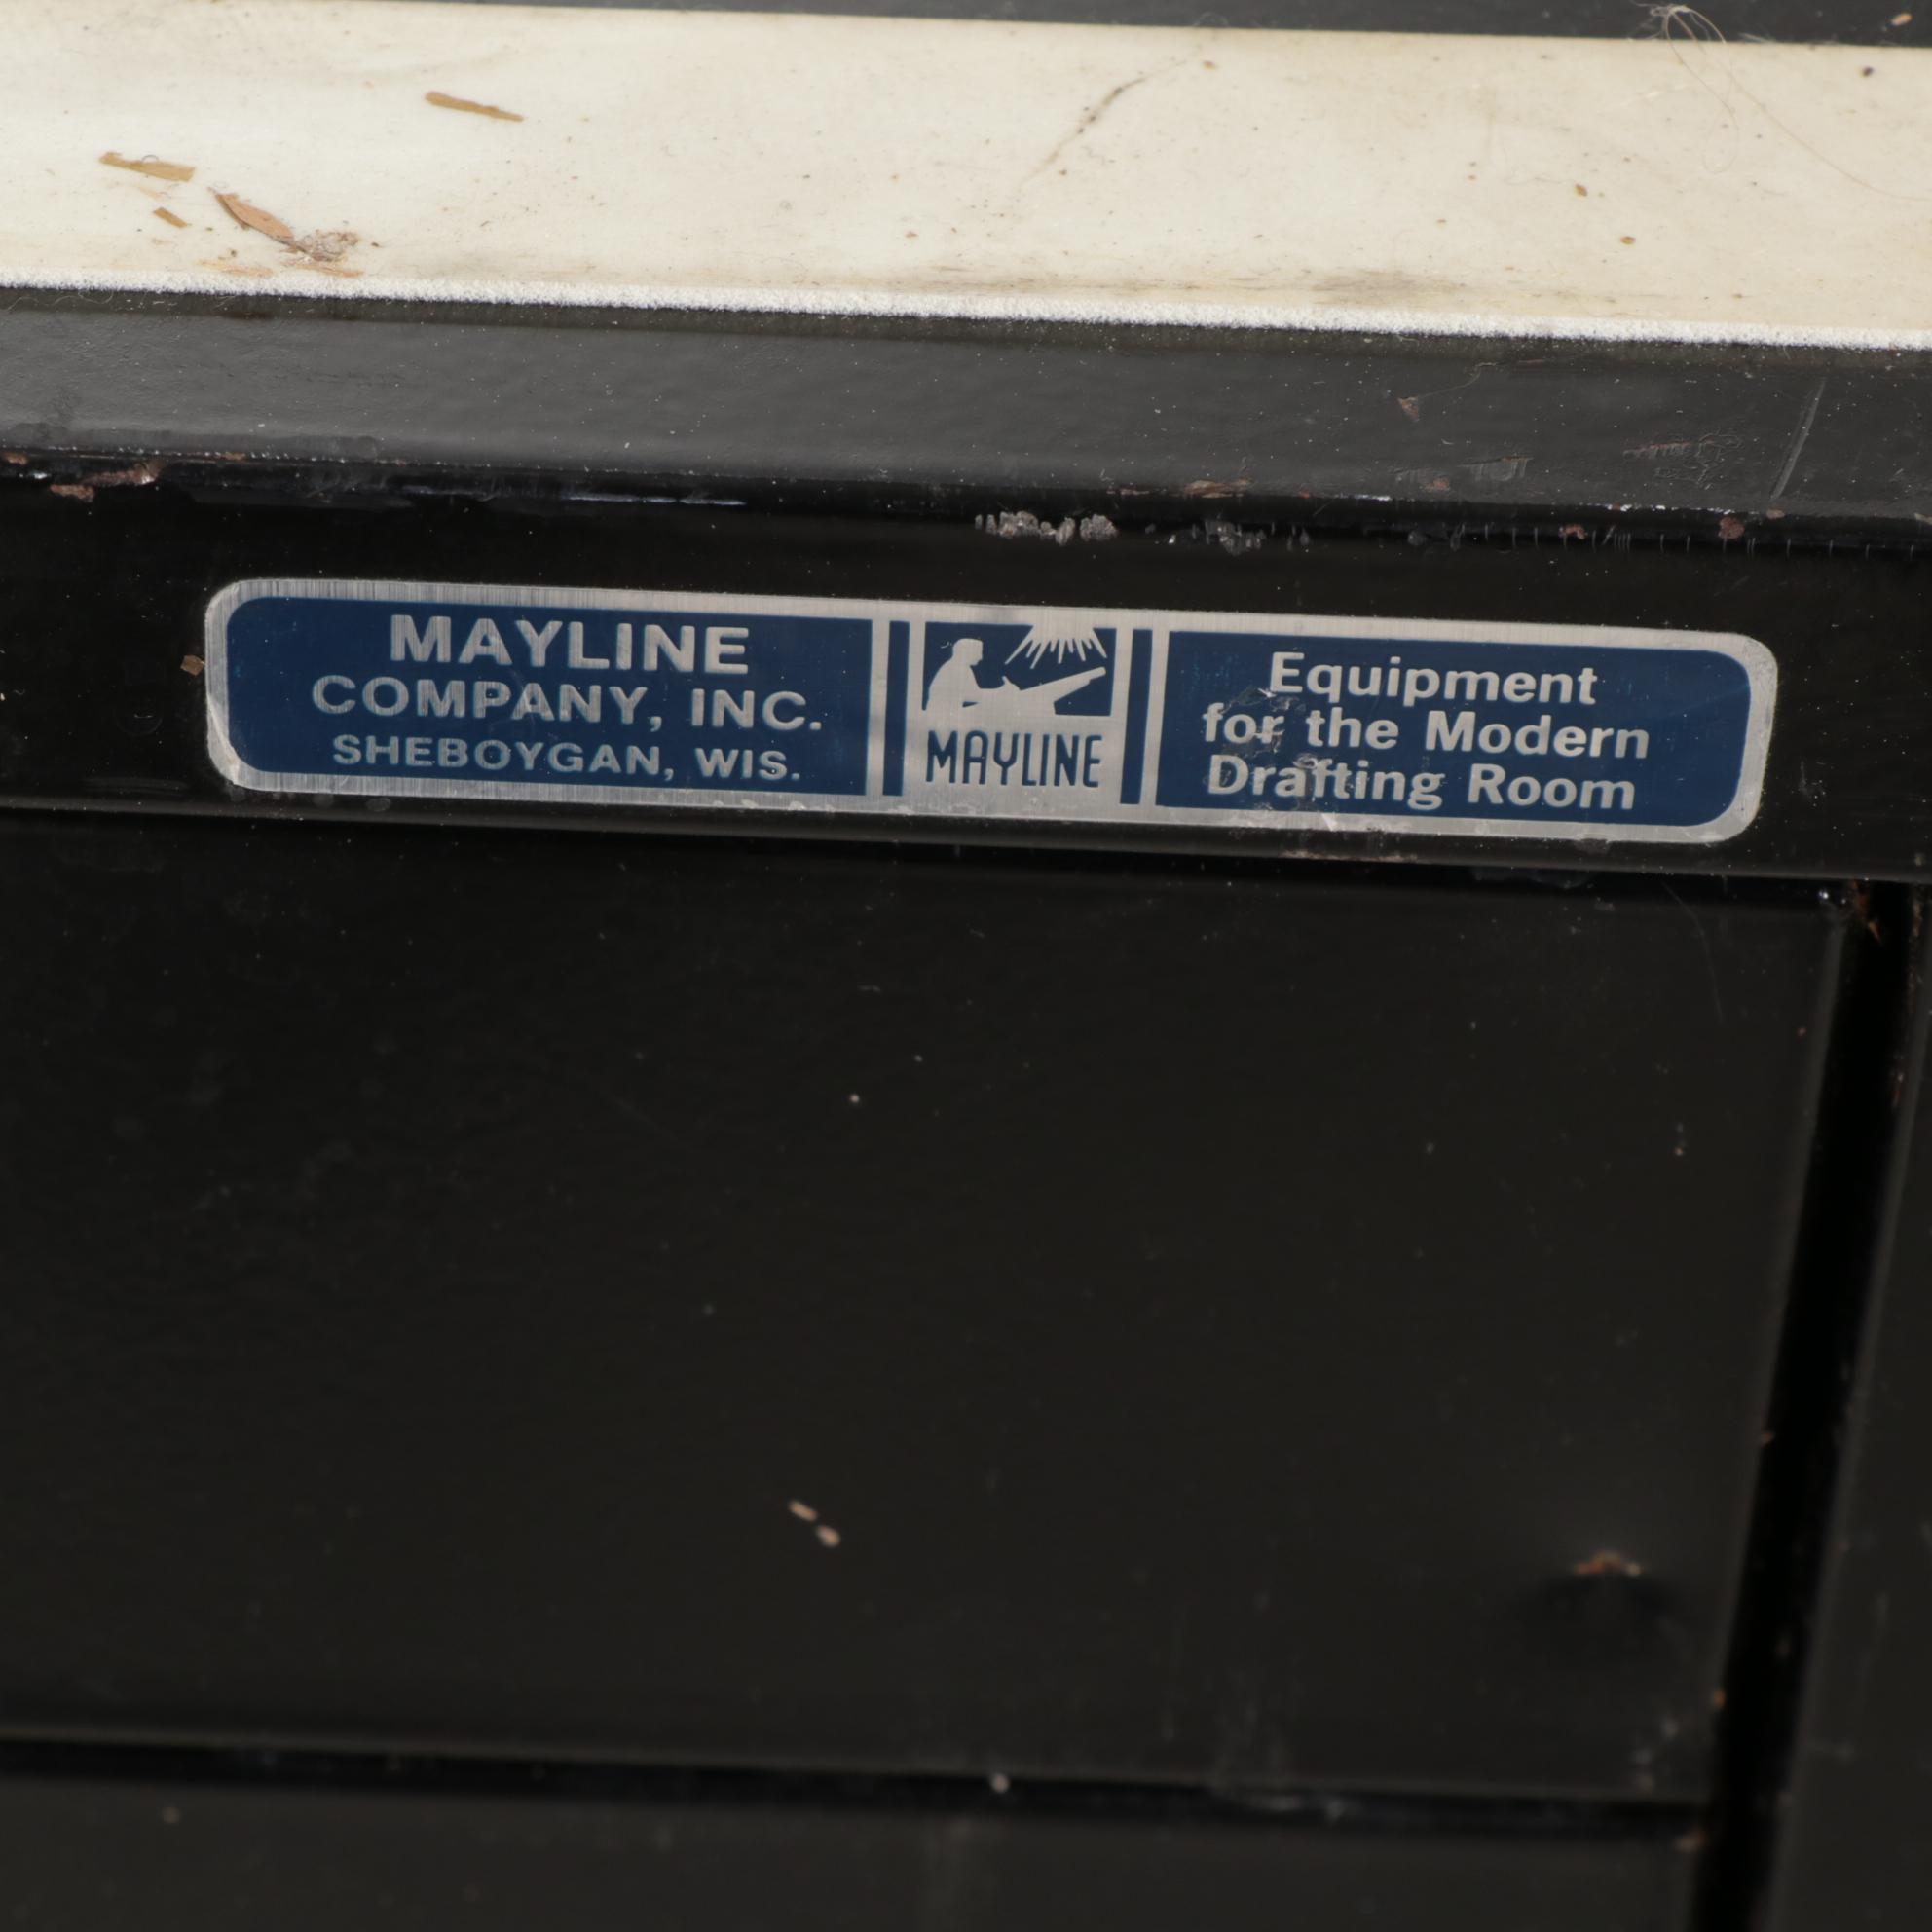 MAYLINE
COMPANY, INC.
SHEBOYGAN, WIS.
MAYLINE
Equipment
for the Modern
Drafting Room